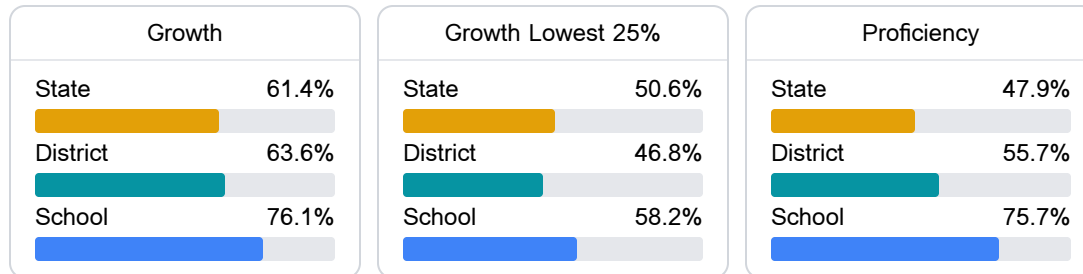 Growth
State 61.4%
District 63.6%
School 76.1%
Growth Lowest 25%
State 50.6%
District 46.8%
School 58.2%
Proficiency
State 47.9%
District 55.7%
School 75.7%